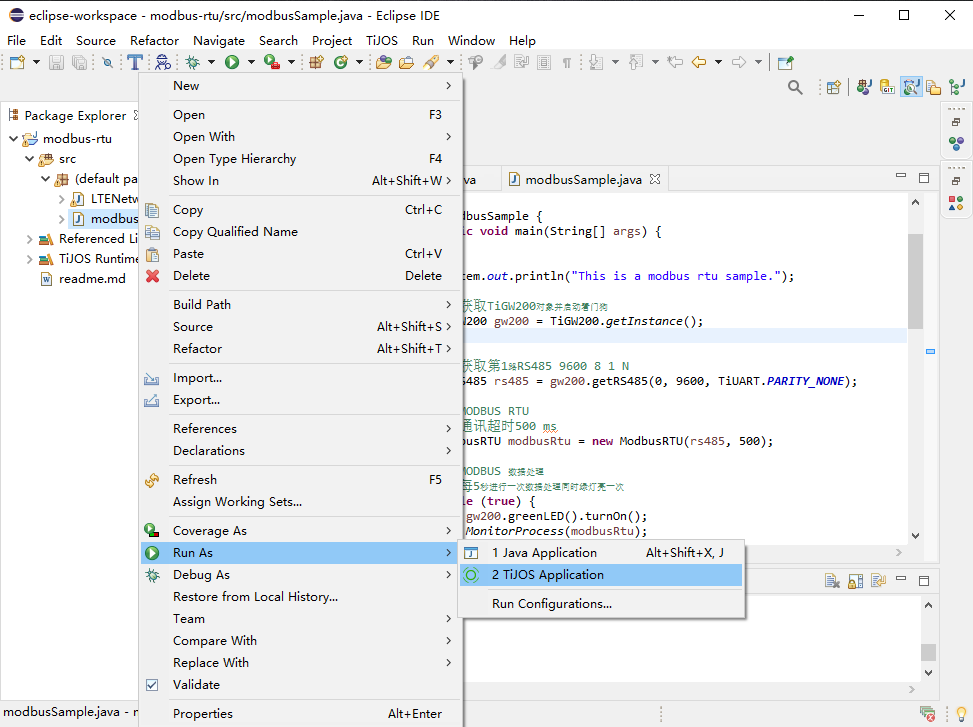 eclipse-workspace - modbus-rtu/src/modbusSample.java - Eclipse IDE
File Edit Source Refactor Navigate Search Project TiJOS Run Window Help
Package Explorer
modbus-rtu
src
(default pa
LTENetw
modbus
Referenced Li
TiJOS Runtime
readme.md
New
Open F3
Open With
Open Type Hierarchy F4
Show In Alt+Shift+W
Copy Ctrl+C
Copy Qualified Name
Paste Ctrl+V
Delete Delete
Build Path
Source Alt+Shift+S
Refactor Alt+Shift+T
Import...
Export...
References
Declarations
Refresh F5
Assign Working Sets...
Coverage As
Run As
Debug As
Restore from Local History...
Team
Compare With
Replace With
Validate
Properties Alt+Enter
1 Java Application Alt+Shift+X, J
2 TiJOS Application
Run Configurations...
va
modbusSample.java
dbusSample {
ic void main(String[] args) {
tem.out.println("This is a modbus rtu sample.");
获取TiGW200对象并启动看门狗
W200 gw200 = TiGW200.getInstance();
获取第1路RS485 9600 8 1 N
S485 rs485 = gw200.getRS485(0, 9600, TiUART.PARITY_NONE);
MODBUS RTU
通讯超时500 ms
busRTU modbusRtu = new ModbusRTU(rs485, 500);
MODBUS 数据处理
每5秒进行一次数据处理同时绿灯亮一次
le (true) {
gw200.greenLED().turnOn();
MonitorProcess(modbusRtu);
modbusSample.java - r